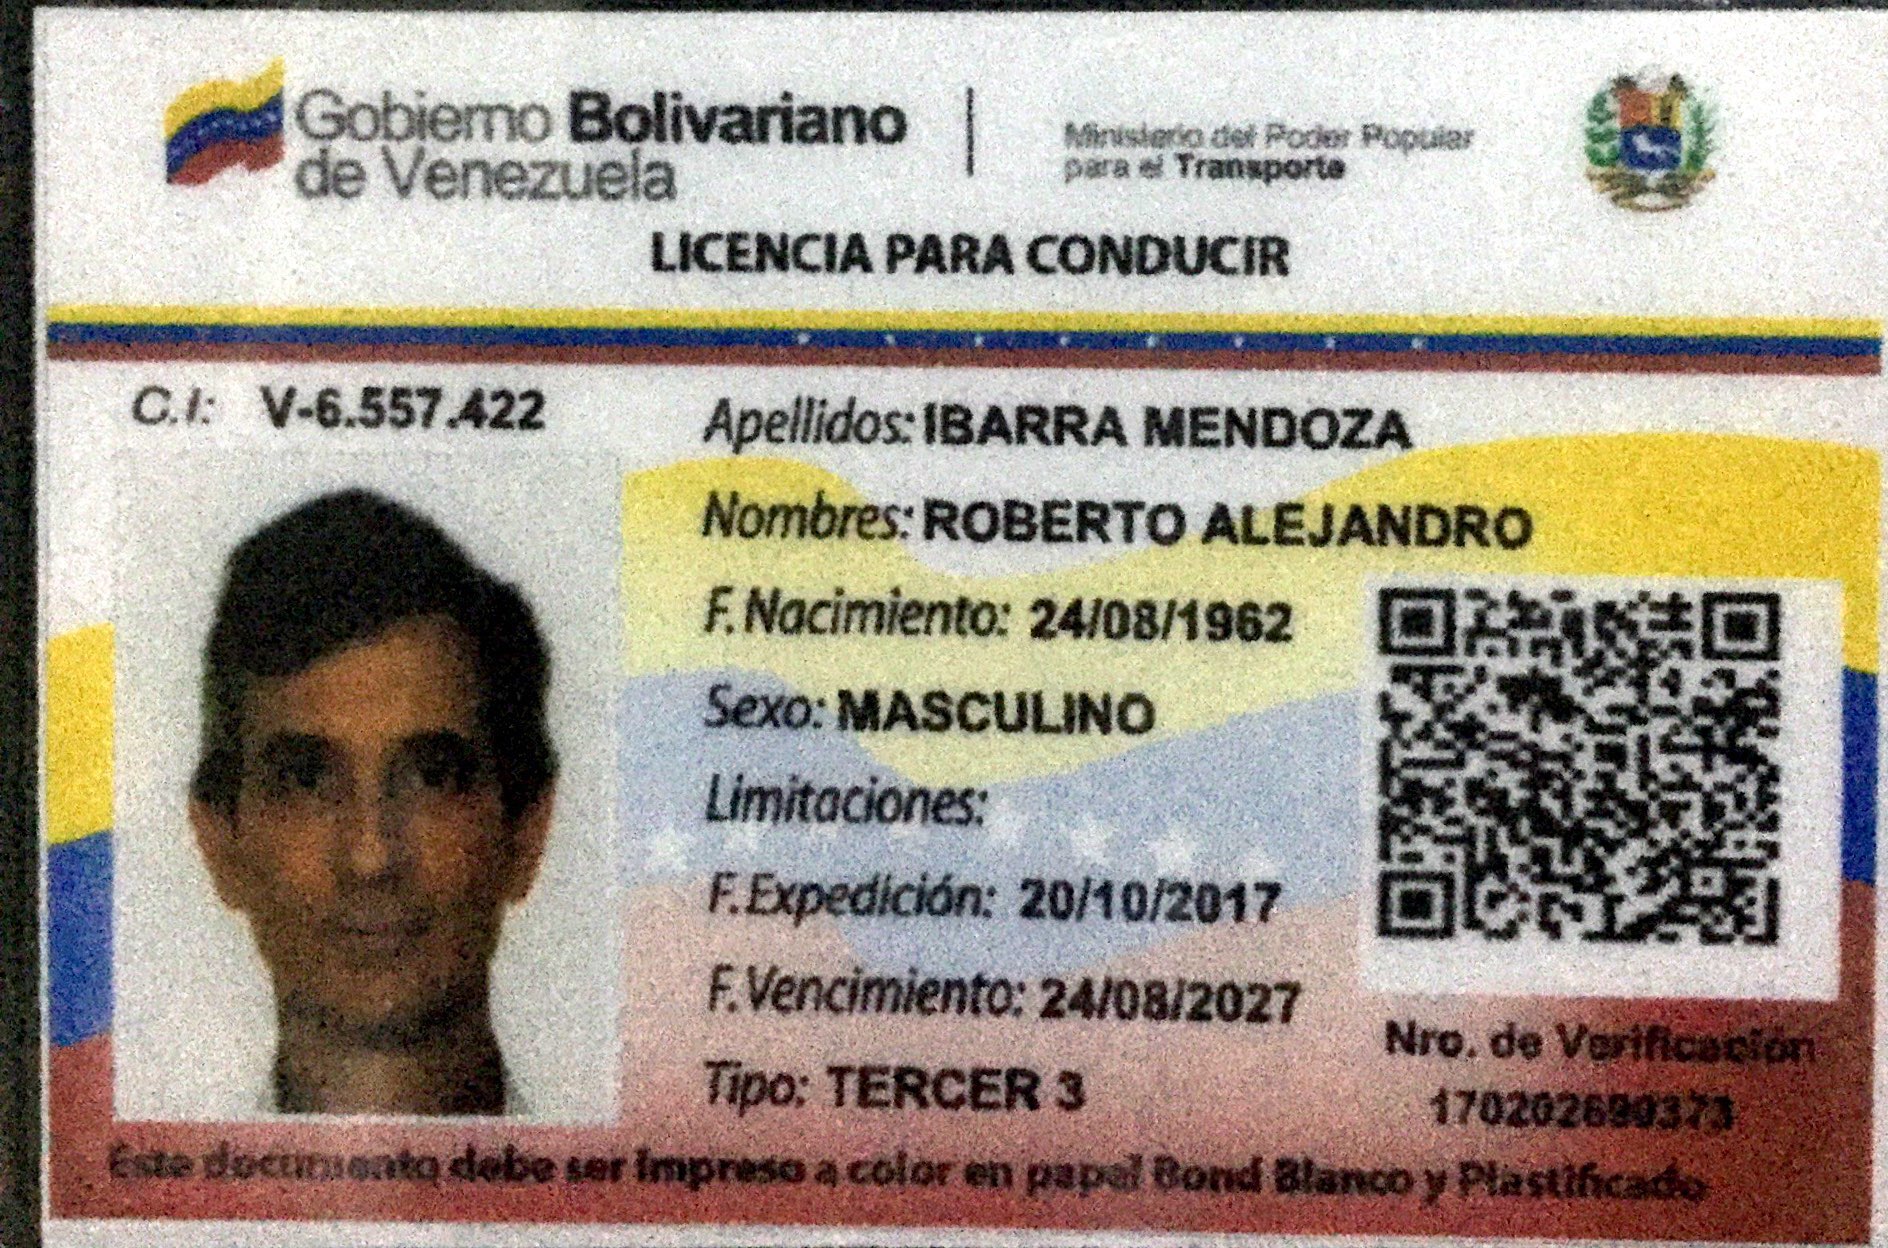 Gobierno Bolivariano
de Venezuela
Ministerio del Poder Popular
para el Transporte
LICENCIA PARA CONDUCIR
C.I: V-6.557.422
Apellidos: IBARRA MENDOZA
Nombres: ROBERTO ALEJANDRO
F. Nacimiento: 24/08/1962
Sexo: MASCULINO
Limitaciones:
F. Expedición: 20/10/2017
F. Vencimiento: 24/08/2027
Tipo: TERCER 3
Nro. de Verificación
Este documento debe ser Impreso a color en papel Bond Blanco y Plastificado